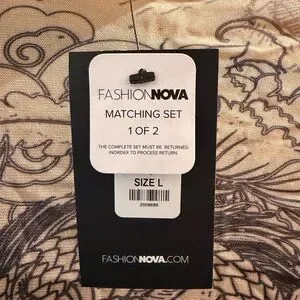 FASHIONNOVA
MATCHING SET
1 OF 2
THE COMPLETE SET MUST BE RETURNED
INORDER TO PROCESS RETURN
SIZE L
2009686
FASHIONNOVA.COM